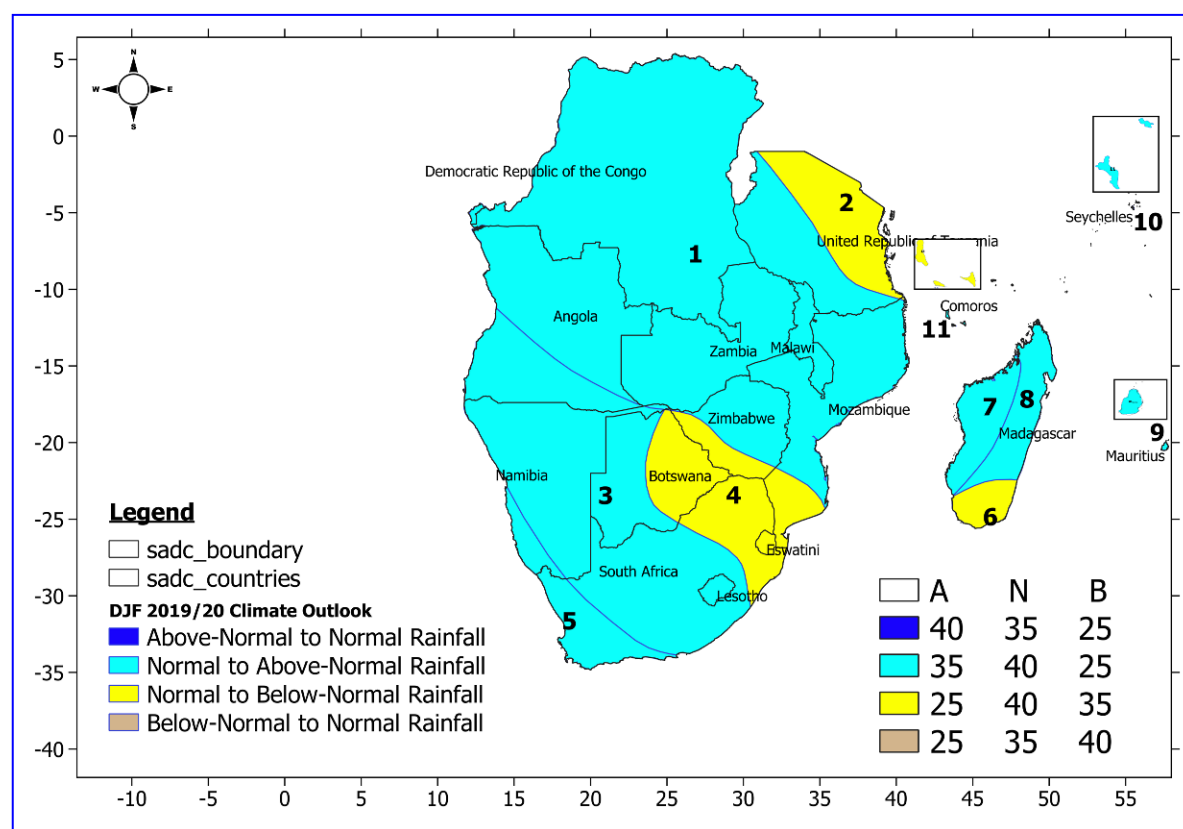 N
W E
S
5
0
-5
-10
-15
-20
-25
-30
-35
-40
-10 -5 0 5 10 15 20 25 30 35 40 45 50 55
Democratic Republic of the Congo
1
2
United Republic of Tanzania
Seychelles 10
Comoros
11
Angola
Zambia
Malawi
Mozambique
7 8
Madagascar
9
Mauritius
6
Zimbabwe
Namibia
Botswana
3
4
Eswatini
South Africa
Lesotho
5
Legend
sadc_boundary
sadc_countries
DJF 2019/20 Climate Outlook
Above-Normal to Normal Rainfall
Normal to Above-Normal Rainfall
Normal to Below-Normal Rainfall
Below-Normal to Normal Rainfall
A N B
40 35 25
35 40 25
25 40 35
25 35 40